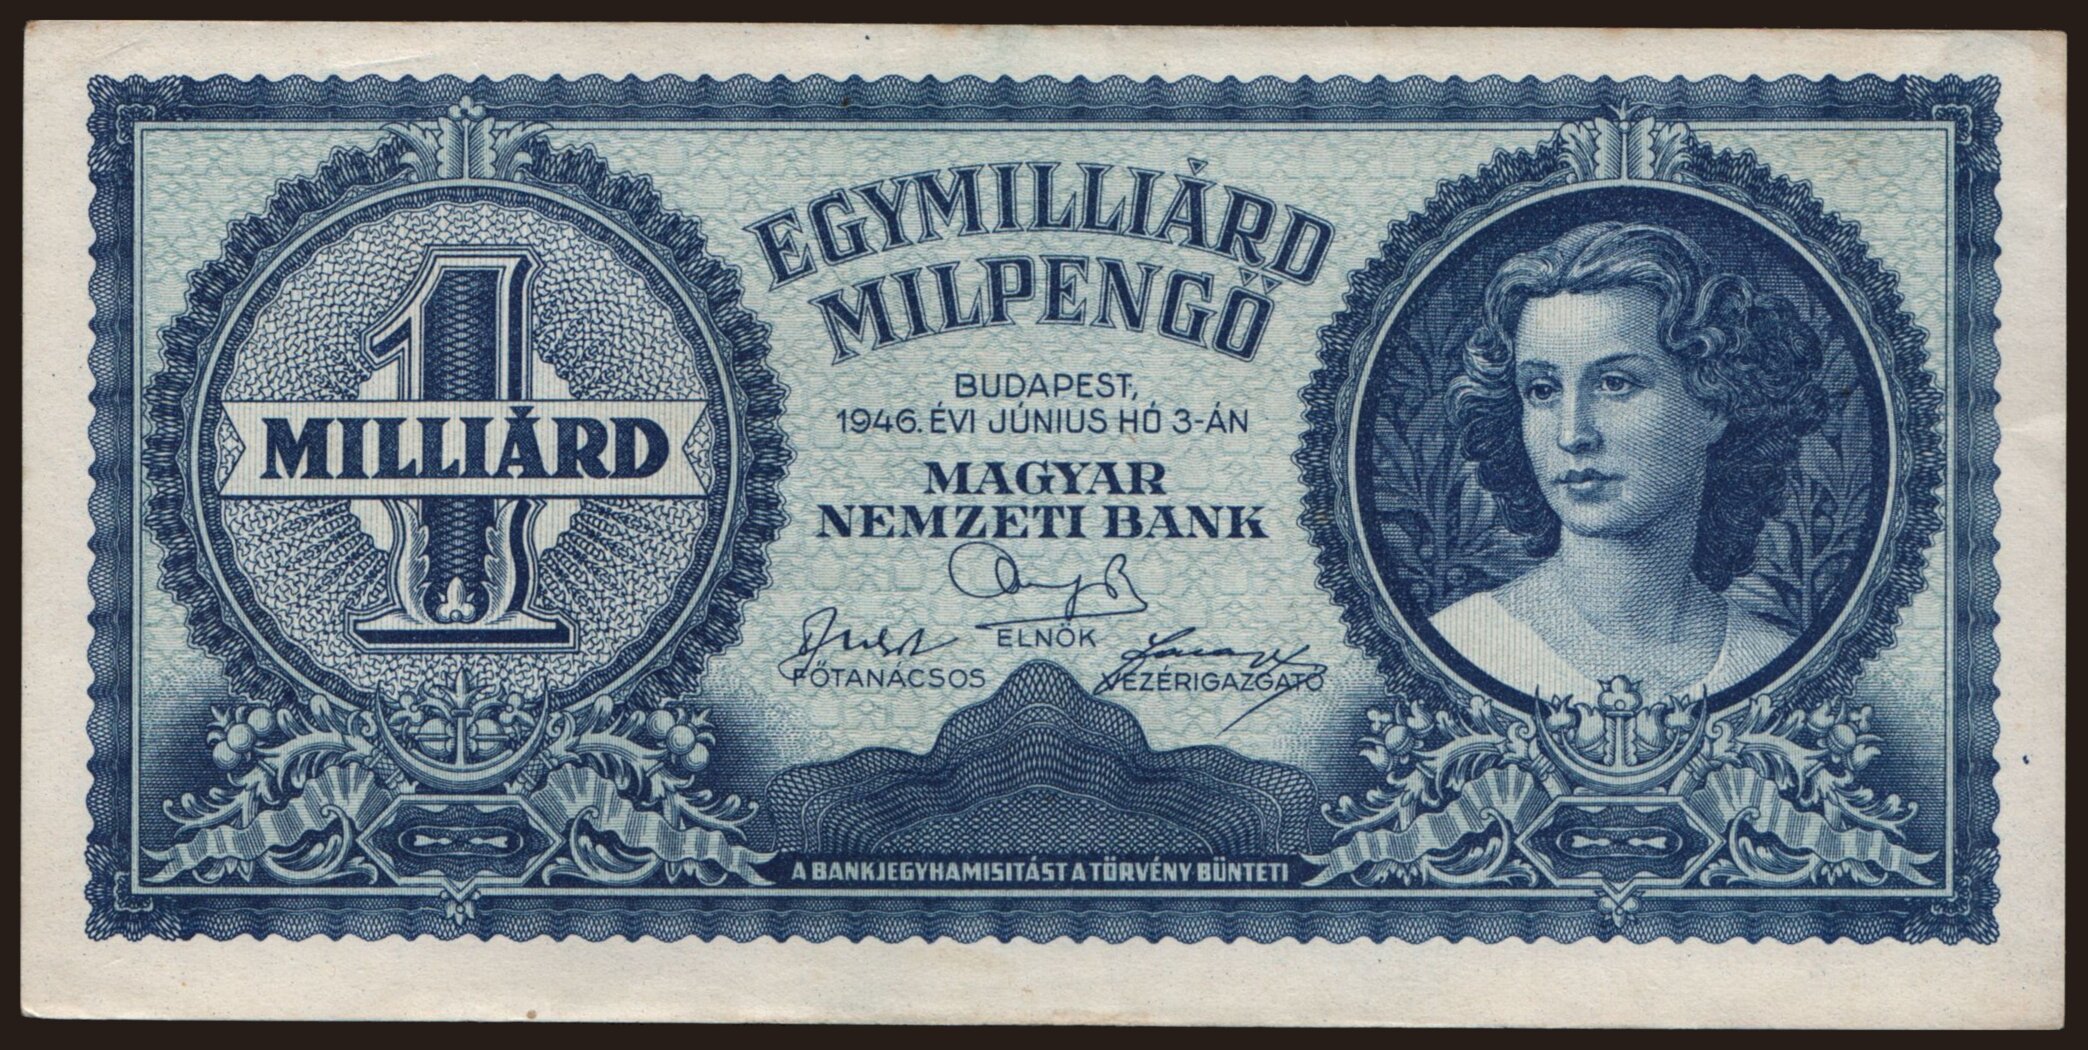 EGYMILLIÁRD
MILPENGŐ
1
MILLIÁRD
BUDAPEST,
1946. ÉVI JÚNIUS HÓ 3-ÁN
MAGYAR
NEMZETI BANK
ELNÖK
FŐTANÁCSOS
VEZÉRIGAZGATÓ
A BANKJEGYHAMISITÁST A TÖRVÉNY BÜNTETI